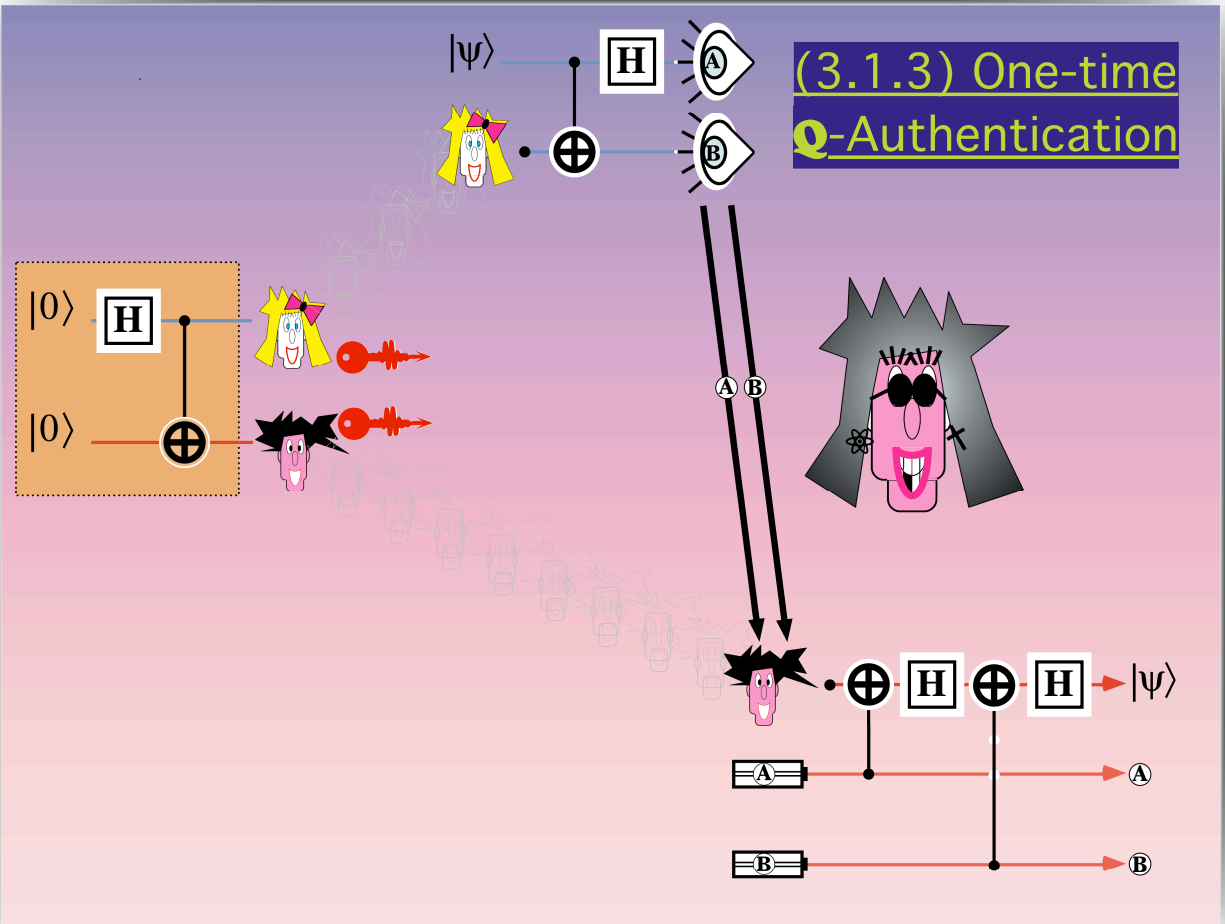 |ψ⟩
H
A
(3.1.3) One-time
Q-Authentication
B
|0⟩
H
|0⟩
A
B
H
H
|ψ⟩
A
A
B
B